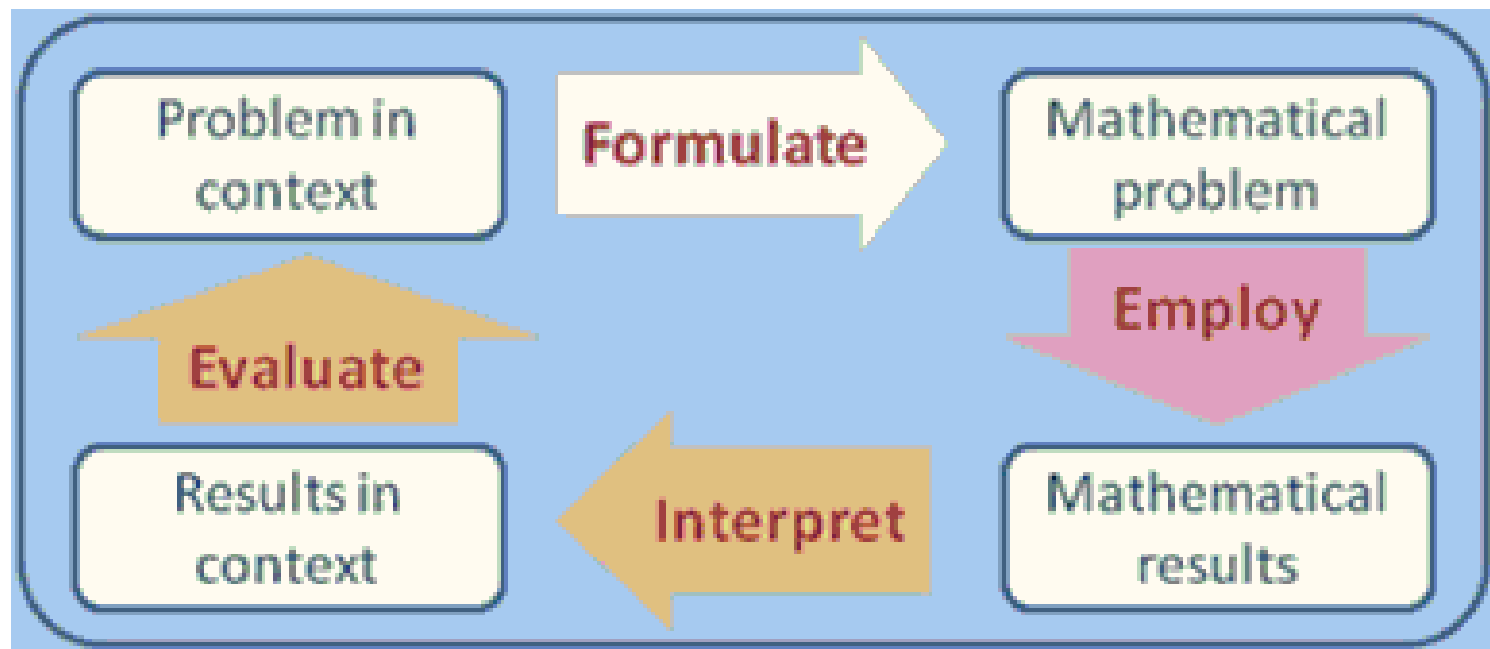 Problem in
context
Formulate
Mathematical
problem
Employ
Evaluate
Results in
context
Interpret
Mathematical
results